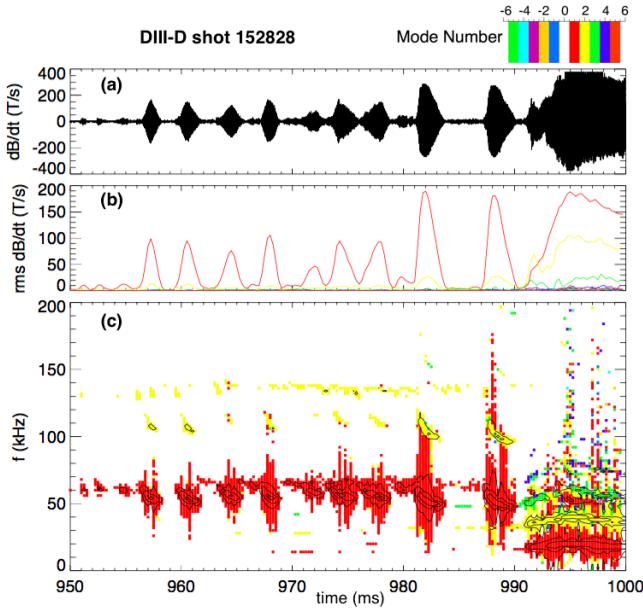 -6 -4 -2 0 2 4 6
DIII-D shot 152828
Mode Number
(a)
400
200
0
-200
-400
dB/dt (T/s)
(b)
200
150
100
50
0
rms dB/dt (T/s)
(c)
200
150
100
50
0
f (kHz)
950 960 970 980 990 1000
time (ms)